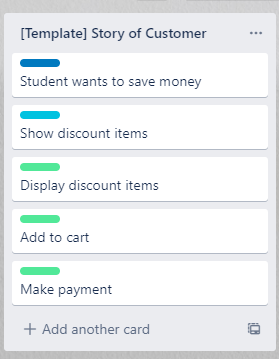 [Template] Story of Customer
Student wants to save money
Show discount items
Display discount items
Add to cart
Make payment
+ Add another card